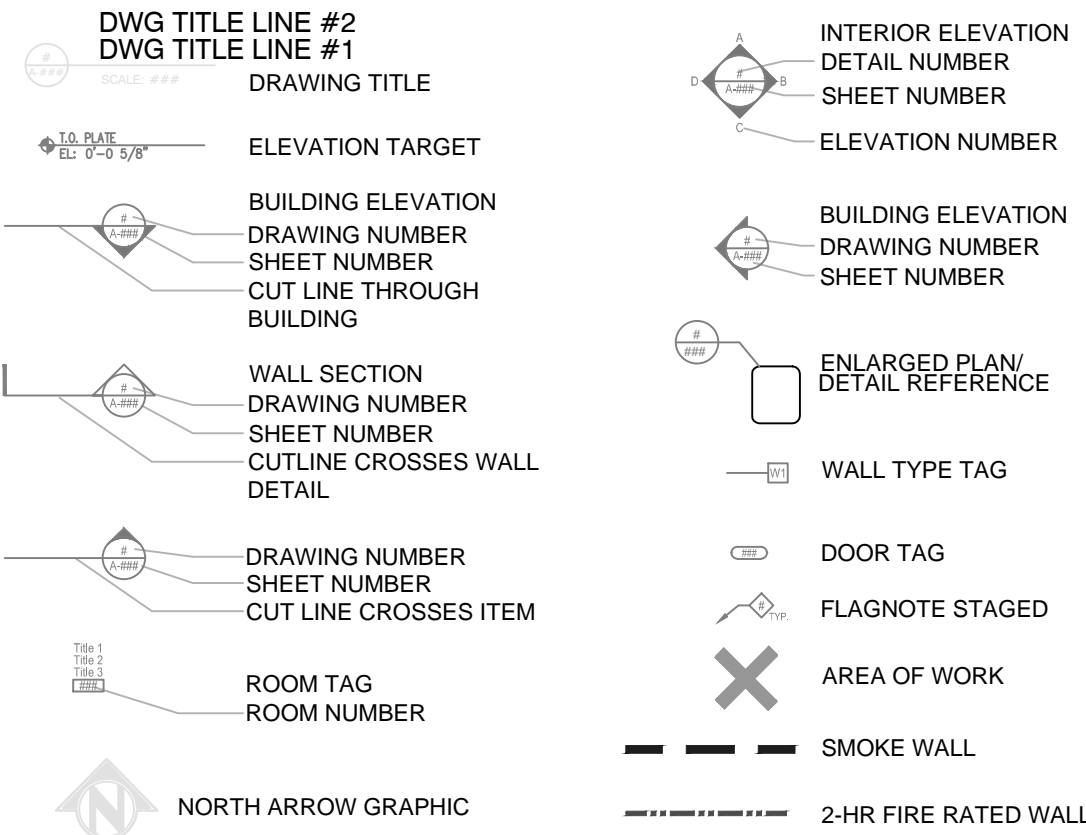 DWG TITLE LINE #2
DWG TITLE LINE #1
#
A-###
SCALE: ###
DRAWING TITLE
T.O. PLATE
EL: 0'-0 5/8"
ELEVATION TARGET
BUILDING ELEVATION
#
A-###
DRAWING NUMBER
SHEET NUMBER
CUT LINE THROUGH
BUILDING
WALL SECTION
#
A-###
DRAWING NUMBER
SHEET NUMBER
CUTLINE CROSSES WALL
DETAIL
#
A-###
DRAWING NUMBER
SHEET NUMBER
CUT LINE CROSSES ITEM
Title 1
Title 2
Title 3
###
ROOM TAG
ROOM NUMBER
N
NORTH ARROW GRAPHIC
A
D
#
A-###
B
C
INTERIOR ELEVATION
DETAIL NUMBER
SHEET NUMBER
ELEVATION NUMBER
#
A-###
BUILDING ELEVATION
DRAWING NUMBER
SHEET NUMBER
#
###
ENLARGED PLAN/
DETAIL REFERENCE
W1
WALL TYPE TAG
###
DOOR TAG
#
TYP.
FLAGNOTE STAGED
AREA OF WORK
SMOKE WALL
2-HR FIRE RATED WALL